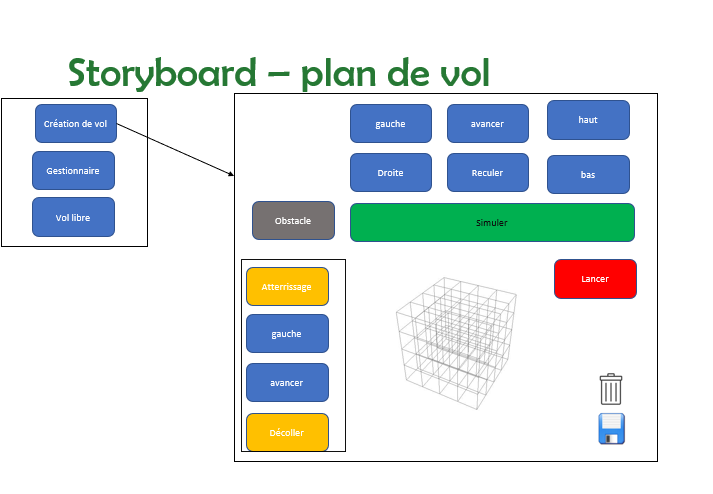 Storyboard – plan de vol
Création de vol
Gestionnaire
Vol libre
gauche
avancer
haut
Droite
Reculer
bas
Obstacle
Simuler
Lancer
Atterrissage
gauche
avancer
Décoller